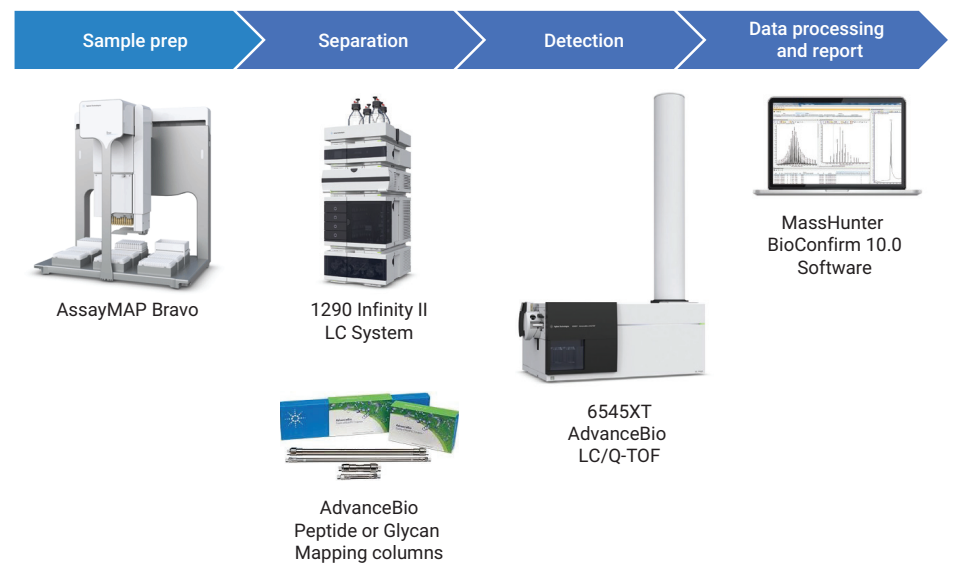 Sample prep
Separation
Detection
Data processing
and report
AssayMAP Bravo
1290 Infinity II
LC System
AdvanceBio
Peptide or Glycan
Mapping columns
6545XT
AdvanceBio
LC/Q-TOF
MassHunter
BioConfirm 10.0
Software